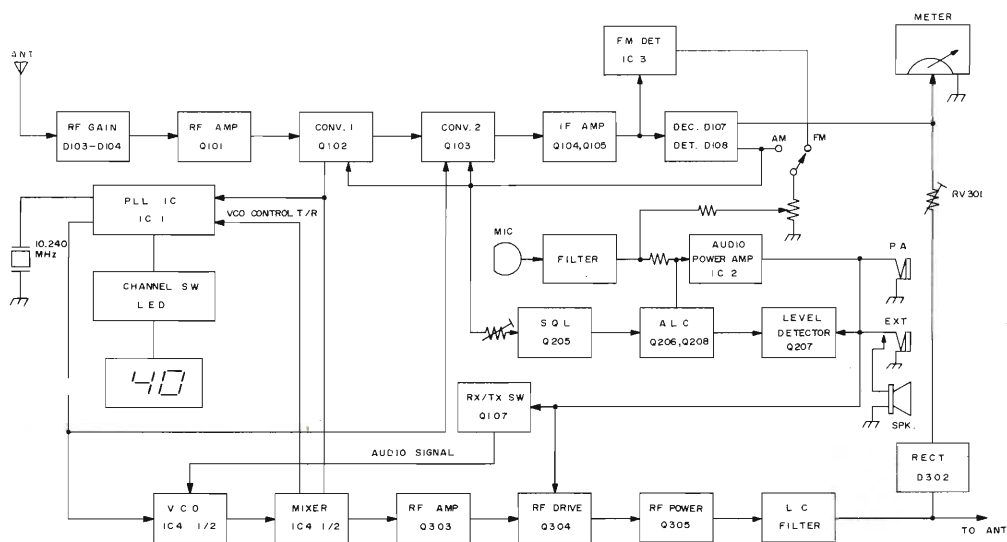 METER
ANT
FM DET
IC 3
RF GAIN
D103-D104
RF AMP
Q101
CONV. 1
Q102
CONV. 2
Q103
IF AMP
Q104,Q105
DEC. D107
DET. D108
AM
FM
PLL IC
IC 1
VCO CONTROL T/R
RV301
10.240
MHz
MIC
FILTER
AUDIO
POWER AMP
IC 2
PA
CHANNEL SW
LED
SQL
Q205
ALC
Q206,Q208
LEVEL
DETECTOR
Q207
EXT
40
RX/TX SW
Q107
SPK.
AUDIO SIGNAL
RECT
D302
VCO
IC4 1/2
MIXER
IC4 1/2
RF AMP
Q303
RF DRIVE
Q304
RF POWER
Q305
LC
FILTER
TO ANT